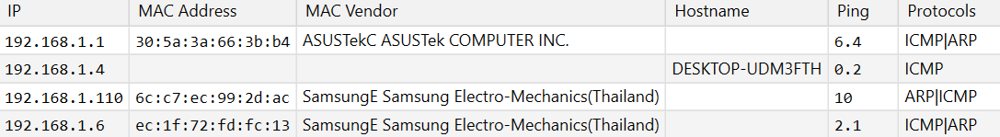 IP MAC Address MAC Vendor Hostname Ping Protocols
192.168.1.1 30:5a:3a:66:3b:b4 ASUSTekC ASUSTek COMPUTER INC. 6.4 ICMP|ARP
192.168.1.4 DESKTOP-UDM3FTH 0.2 ICMP
192.168.1.110 6c:c7:ec:99:2d:ac SamsungE Samsung Electro-Mechanics(Thailand) 10 ARP|ICMP
192.168.1.6 ec:1f:72:fd:fc:13 SamsungE Samsung Electro-Mechanics(Thailand) 2.1 ICMP|ARP